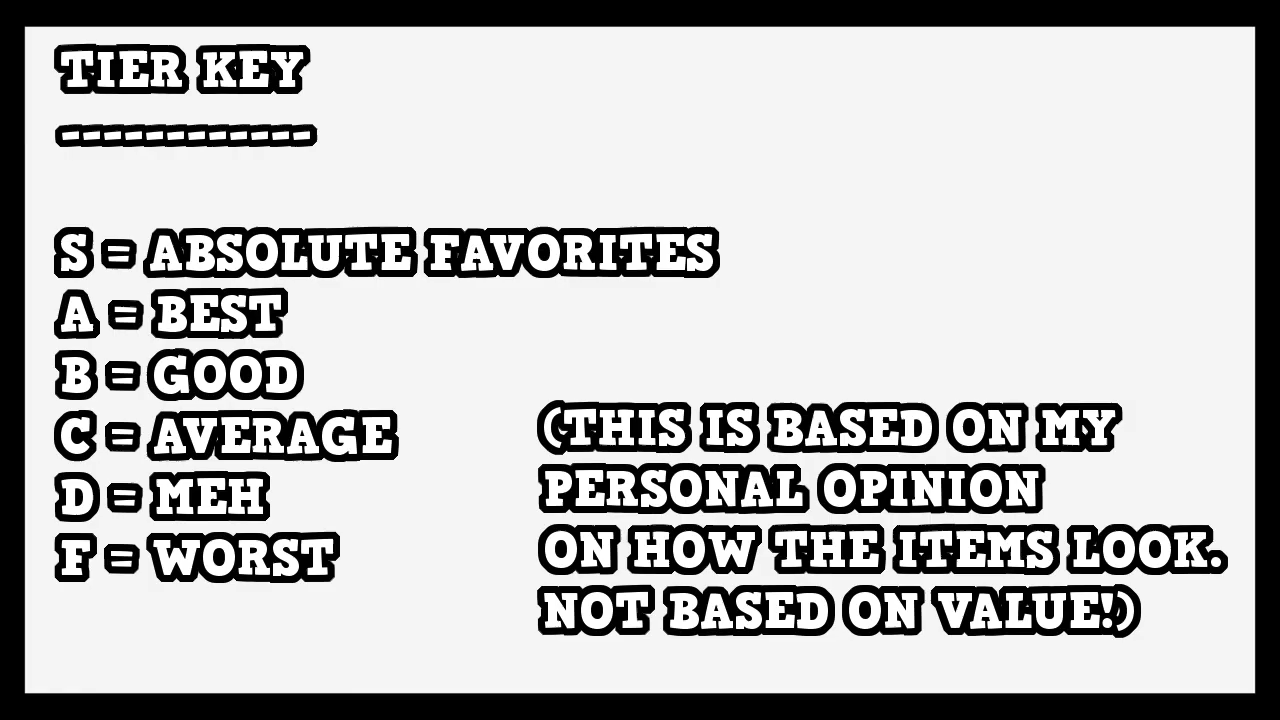 TIER KEY
------------
S = ABSOLUTE FAVORITES
A = BEST
B = GOOD
C = AVERAGE
D = MEH
F = WORST
(THIS IS BASED ON MY
PERSONAL OPINION
ON HOW THE ITEMS LOOK.
NOT BASED ON VALUE!)